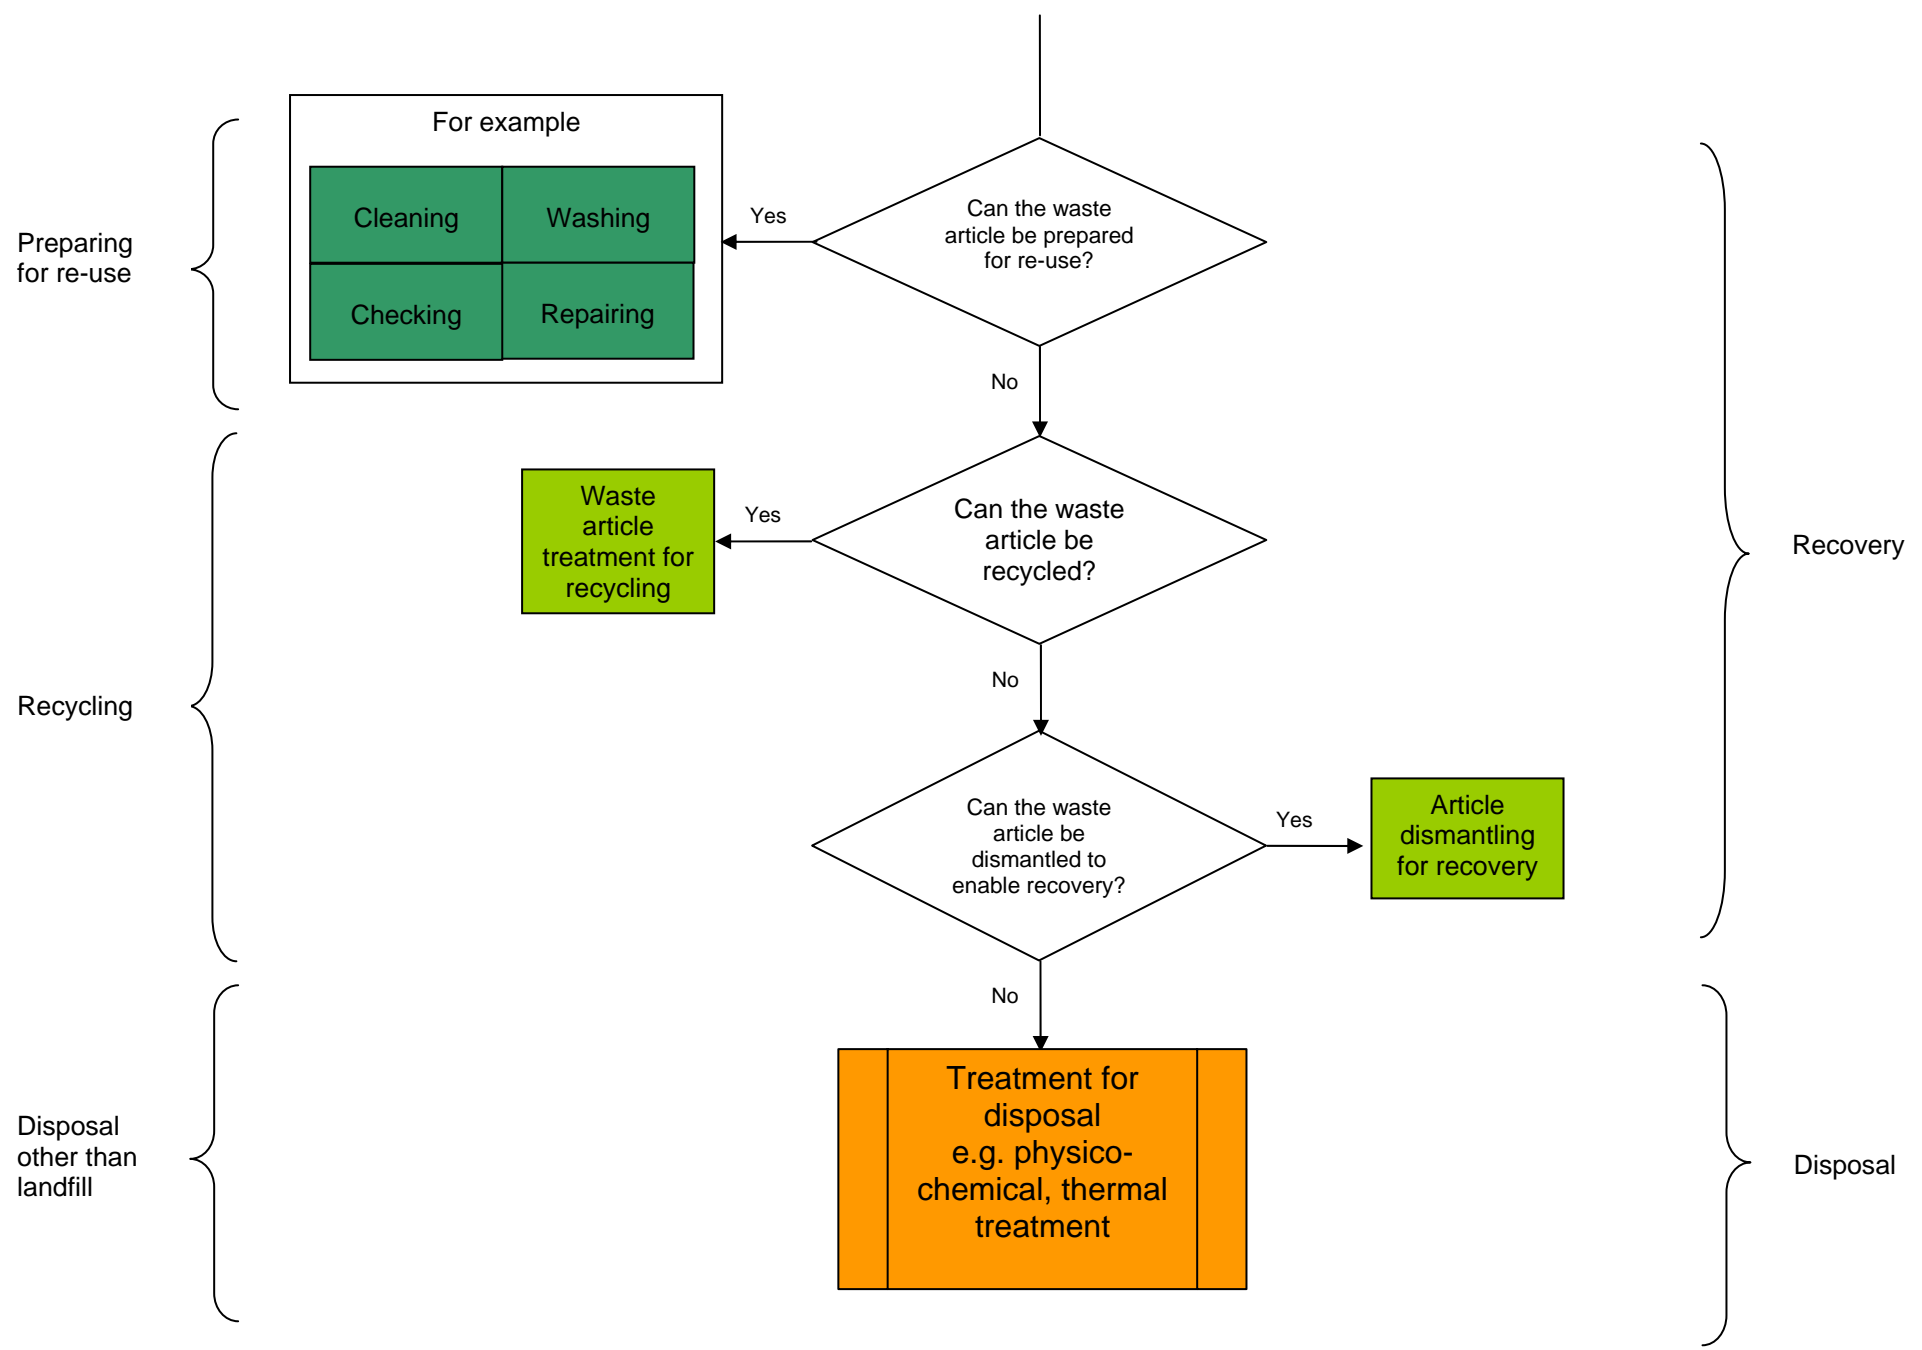 For example
Cleaning
Washing
Checking
Repairing
Preparing
for re-use
Yes
Can the waste
article be prepared
for re-use?
No
Waste
article
treatment for
recycling
Yes
Can the waste
article be
recycled?
Recovery
No
Recycling
Can the waste
article be
dismantled to
enable recovery?
Yes
Article
dismantling
for recovery
No
Treatment for
disposal
e.g. physico-
chemical, thermal
treatment
Disposal
other than
landfill
Disposal